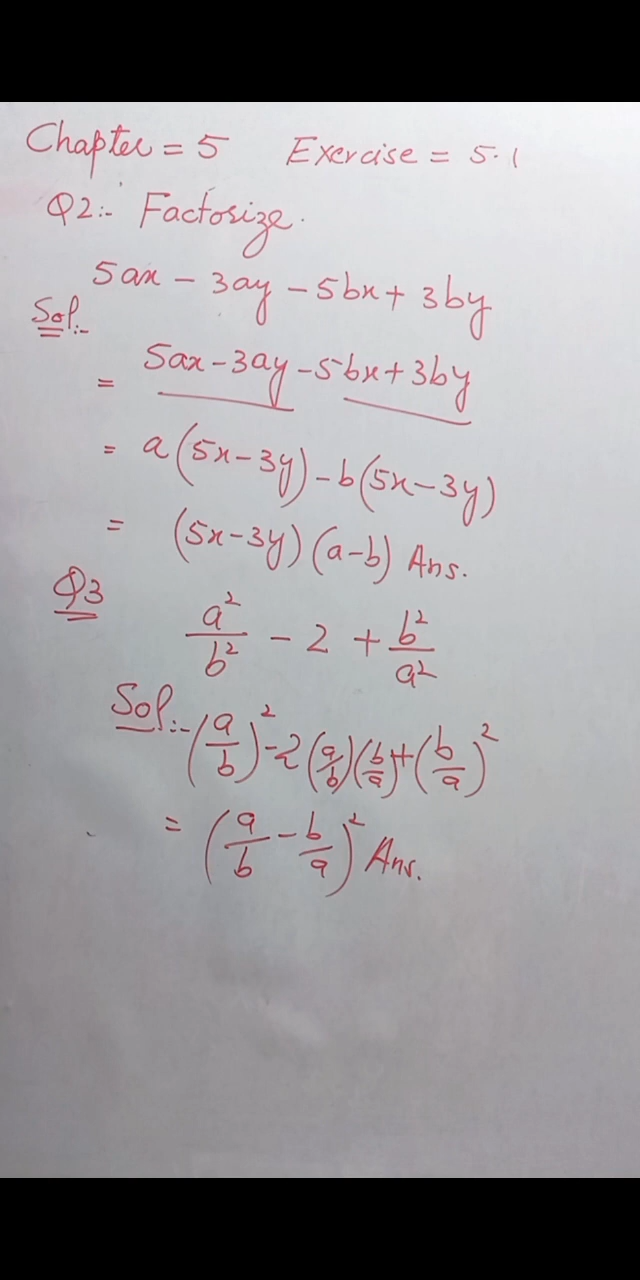 Chapter = 5 Exercise = 5.1
Q2:- Factorize.
5ax - 3ay - 5bx + 3by
Sol:-
= 5ax - 3ay - 5bx + 3by
= a(5x - 3y) - b(5x - 3y)
= (5x - 3y)(a - b) Ans.
Q3 a²/b² - 2 + b²/a²
Sol:- (a/b)² - 2(a/b)(b/a) + (b/a)²
= (a/b - b/a)² Ans.